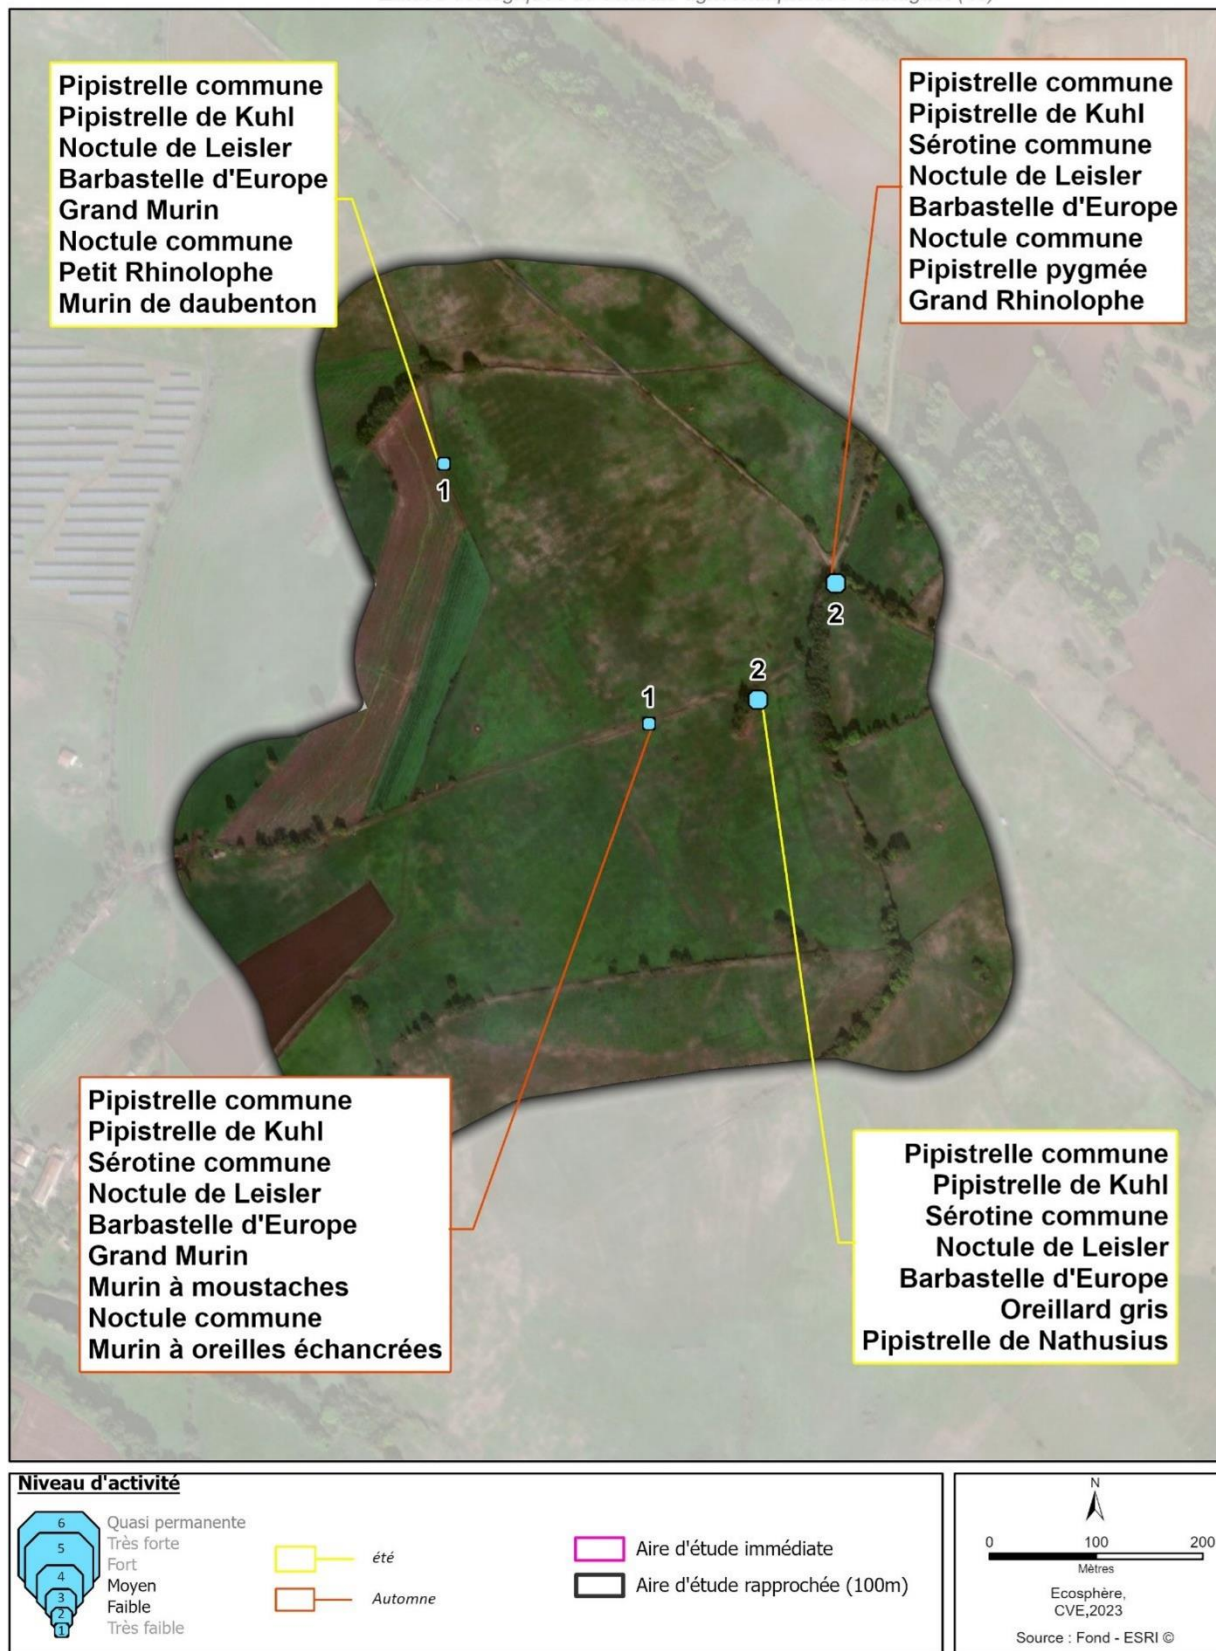 Pipistrelle commune
Pipistrelle de Kuhl
Noctule de Leisler
Barbastelle d'Europe
Grand Murin
Noctule commune
Petit Rhinolophe
Murin de daubenton
Pipistrelle commune
Pipistrelle de Kuhl
Sérotine commune
Noctule de Leisler
Barbastelle d'Europe
Noctule commune
Pipistrelle pygmée
Grand Rhinolophe
1
2
2
1
Pipistrelle commune
Pipistrelle de Kuhl
Sérotine commune
Noctule de Leisler
Barbastelle d'Europe
Grand Murin
Murin à moustaches
Noctule commune
Murin à oreilles échancrées
Pipistrelle commune
Pipistrelle de Kuhl
Sérotine commune
Noctule de Leisler
Barbastelle d'Europe
Oreillard gris
Pipistrelle de Nathusius
Niveau d'activité
6 Quasi permanente
5 Très forte
Fort
4 Moyen
3 Faible
2 Très faible
1
été
Automne
Aire d'étude immédiate
Aire d'étude rapprochée (100m)
N
0 100 200
Mètres
Ecosphère,
CVE,2023
Source : Fond - ESRI ©